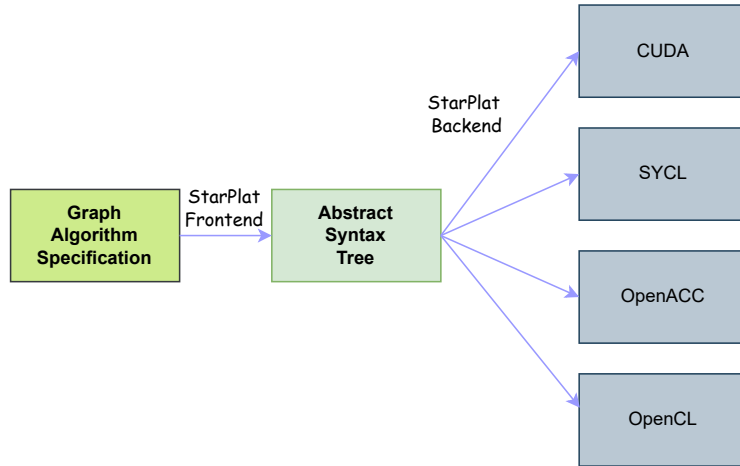 Graph
Algorithm
Specification
StarPlat
Frontend
Abstract
Syntax
Tree
StarPlat
Backend
CUDA
SYCL
OpenACC
OpenCL